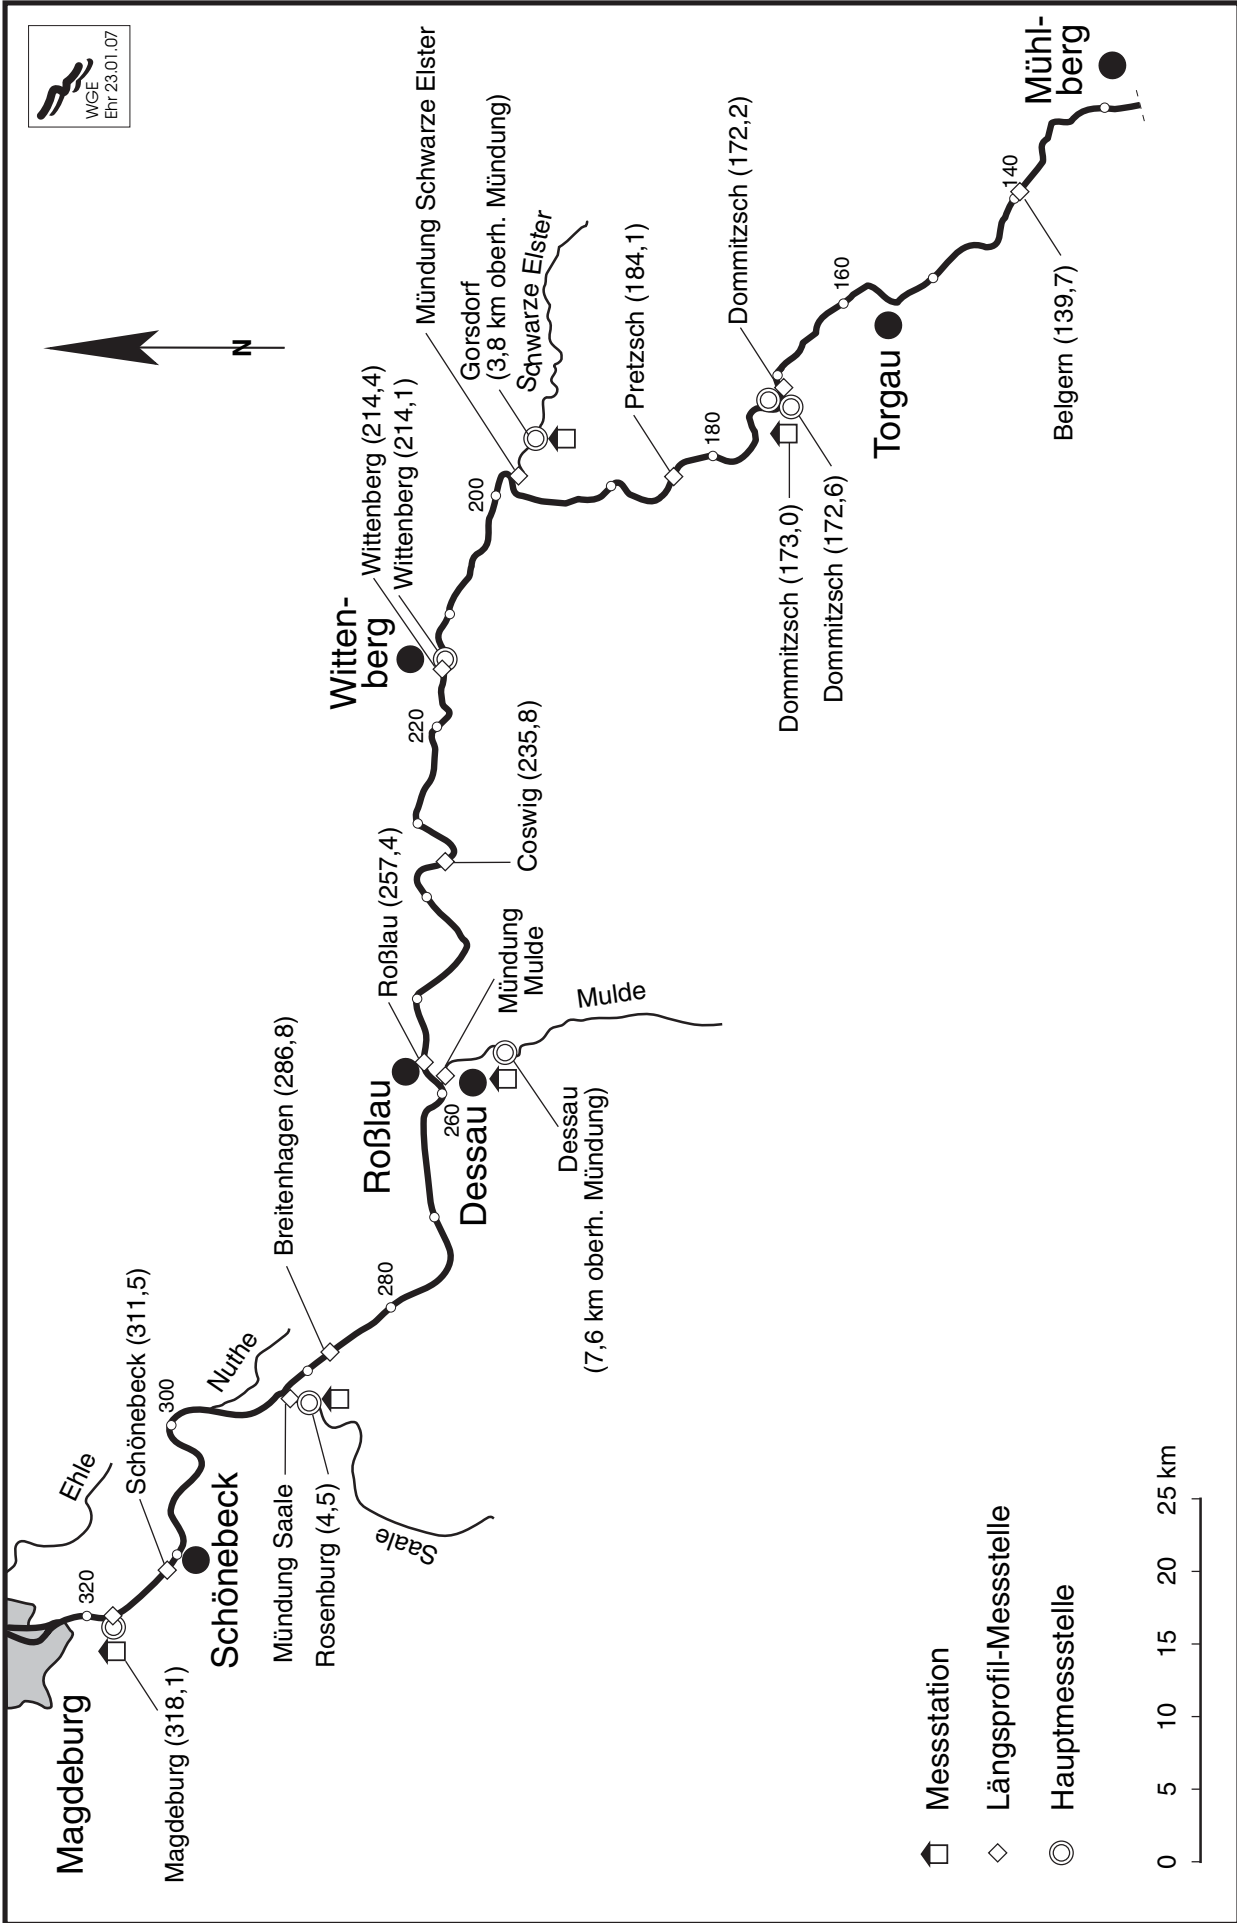 WGE
Ehr 23.01.07
N
Magdeburg
Magdeburg (318,1)
320
Ehle
Schönebeck (311,5)
Schönebeck
300
Nuthe
Mündung Saale
Rosenburg (4,5)
Saale
Breitenhagen (286,8)
280
Roßlau
Roßlau (257,4)
260
Dessau
Mündung
Mulde
Mulde
Dessau
(7,6 km oberh. Mündung)
Coswig (235,8)
220
Witten-
berg
Wittenberg (214,4)
Wittenberg (214,1)
200
Mündung Schwarze Elster
Gorsdorf
(3,8 km oberh. Mündung)
Schwarze Elster
Pretzsch (184,1)
180
Dommitzsch (172,2)
Dommitzsch (173,0)
Dommitzsch (172,6)
160
Torgau
140
Belgern (139,7)
Mühl-
berg
Messstation
Längsprofil-Messstelle
Hauptmessstelle
0 5 10 15 20 25 km